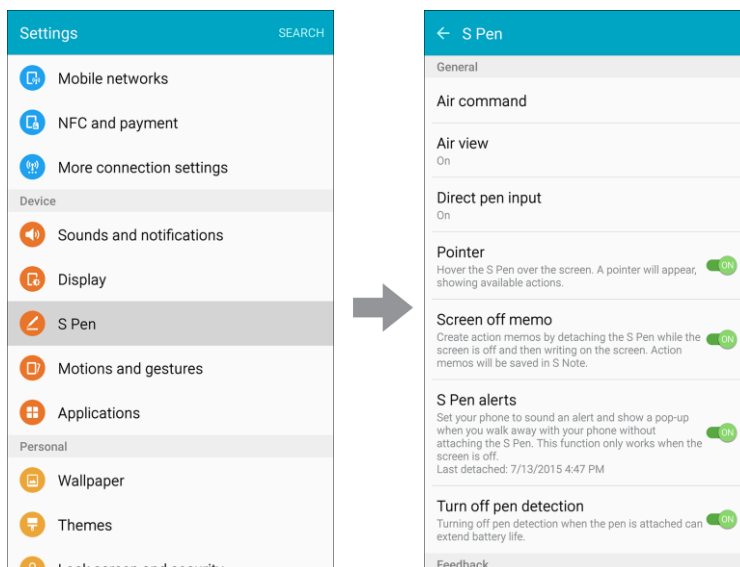 Settings
SEARCH
Mobile networks
NFC and payment
More connection settings
Device
Sounds and notifications
Display
S Pen
Motions and gestures
Applications
Personal
Wallpaper
Themes
Lock screen and security
S Pen
General
Air command
Air view
On
Direct pen input
On
Pointer
Hover the S Pen over the screen. A pointer will appear,
showing available actions.
ON
Screen off memo
Create action memos by detaching the S Pen while the
screen is off and then writing on the screen. Action
memos will be saved in S Note.
ON
S Pen alerts
Set your phone to sound an alert and show a pop-up
when you walk away with your phone without
attaching the S Pen. This function only works when the
screen is off.
Last detached: 7/13/2015 4:47 PM
ON
Turn off pen detection
Turning off pen detection when the pen is attached can
extend battery life.
ON
Feedback